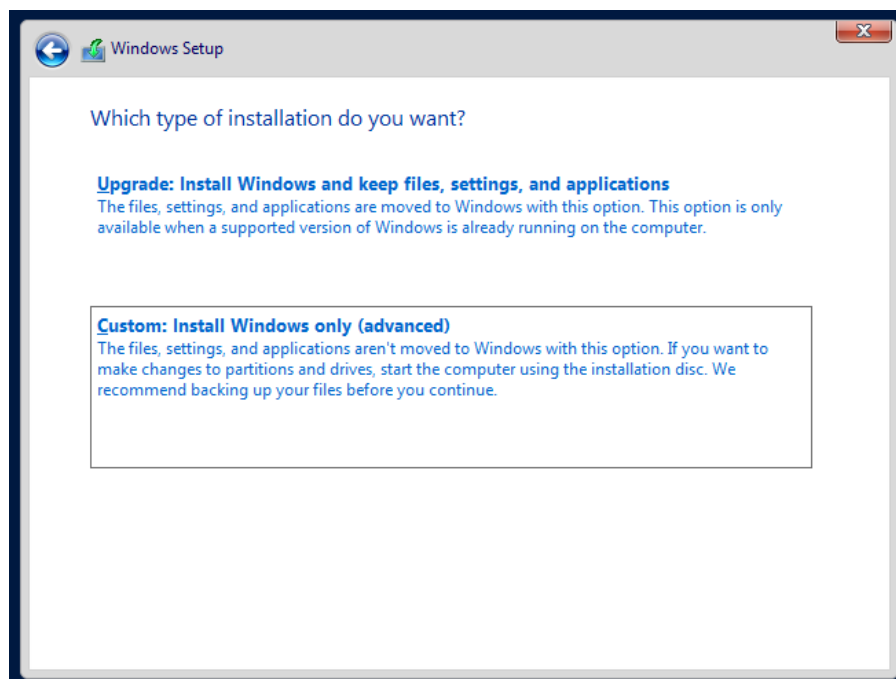 Windows Setup
Which type of installation do you want?
Upgrade: Install Windows and keep files, settings, and applications
The files, settings, and applications are moved to Windows with this option. This option is only
available when a supported version of Windows is already running on the computer.
Custom: Install Windows only (advanced)
The files, settings, and applications aren't moved to Windows with this option. If you want to
make changes to partitions and drives, start the computer using the installation disc. We
recommend backing up your files before you continue.